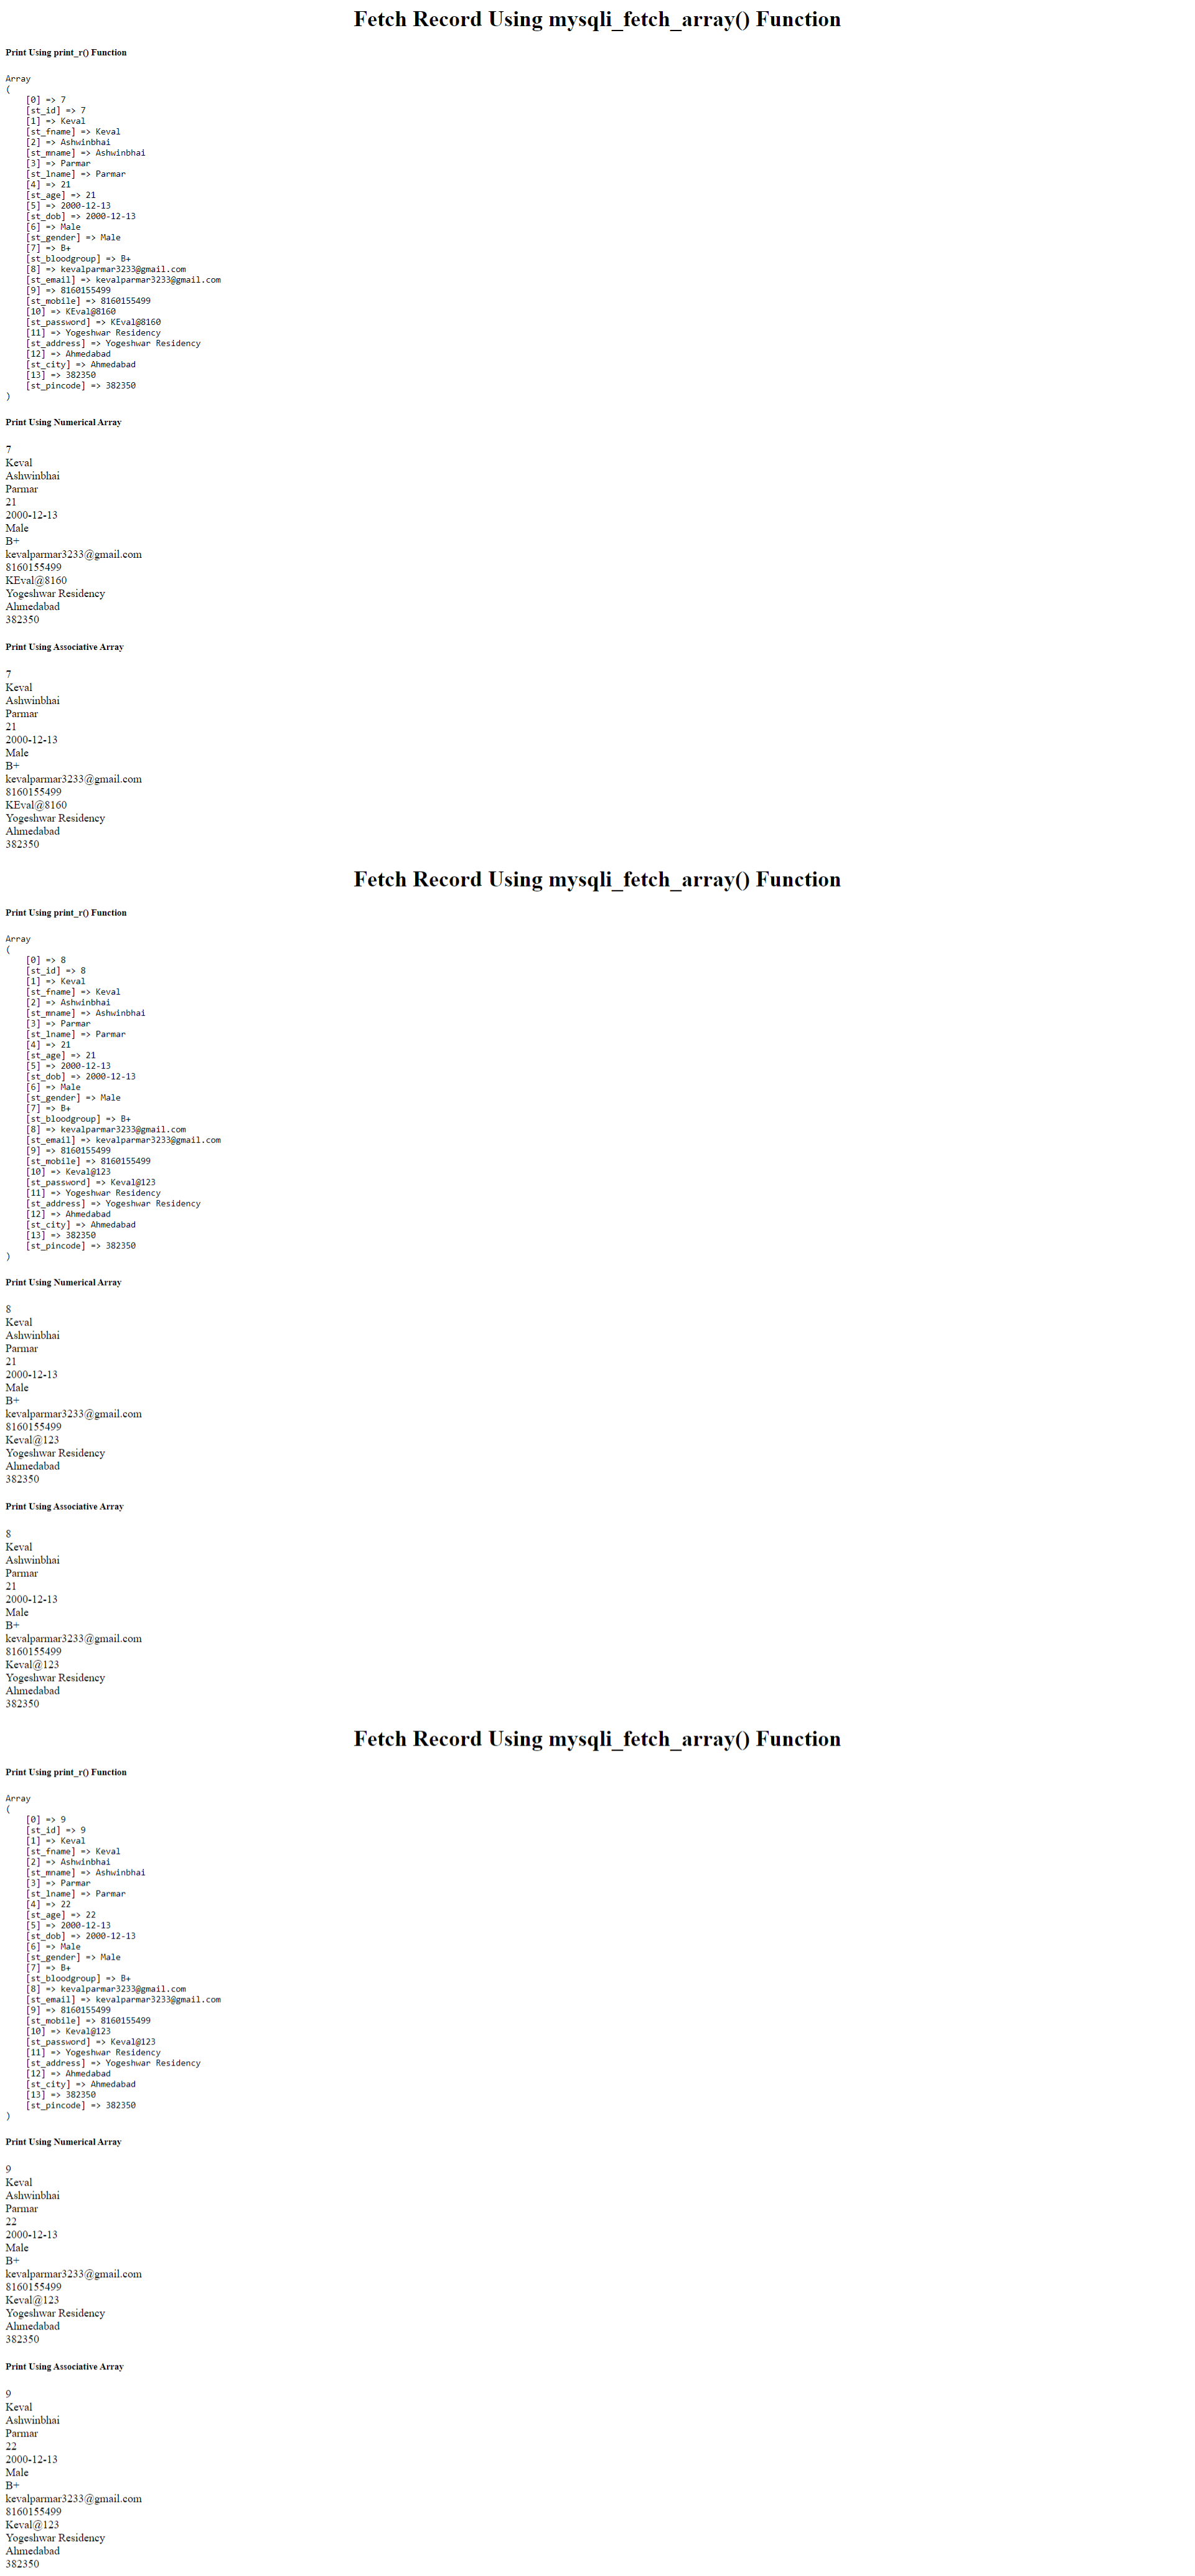 Fetch Record Using mysqli_fetch_array() Function
Print Using print_r() Function
Array
(
    [0] => 7
    [st_id] => 7
    [1] => Keval
    [st_fname] => Keval
    [2] => Ashwinbhai
    [st_mname] => Ashwinbhai
    [3] => Parmar
    [st_lname] => Parmar
    [4] => 21
    [st_age] => 21
    [5] => 2000-12-13
    [st_dob] => 2000-12-13
    [6] => Male
    [st_gender] => Male
    [7] => B+
    [st_bloodgroup] => B+
    [8] => kevalparmar3233@gmail.com
    [st_email] => kevalparmar3233@gmail.com
    [9] => 8160155499
    [st_mobile] => 8160155499
    [10] => KEval@8160
    [st_password] => KEval@8160
    [11] => Yogeshwar Residency
    [st_address] => Yogeshwar Residency
    [12] => Ahmedabad
    [st_city] => Ahmedabad
    [13] => 382350
    [st_pincode] => 382350
)
Print Using Numerical Array
7
Keval
Ashwinbhai
Parmar
21
2000-12-13
Male
B+
kevalparmar3233@gmail.com
8160155499
KEval@8160
Yogeshwar Residency
Ahmedabad
382350
Print Using Associative Array
7
Keval
Ashwinbhai
Parmar
21
2000-12-13
Male
B+
kevalparmar3233@gmail.com
8160155499
KEval@8160
Yogeshwar Residency
Ahmedabad
382350
Fetch Record Using mysqli_fetch_array() Function
Print Using print_r() Function
Array
(
    [0] => 8
    [st_id] => 8
    [1] => Keval
    [st_fname] => Keval
    [2] => Ashwinbhai
    [st_mname] => Ashwinbhai
    [3] => Parmar
    [st_lname] => Parmar
    [4] => 21
    [st_age] => 21
    [5] => 2000-12-13
    [st_dob] => 2000-12-13
    [6] => Male
    [st_gender] => Male
    [7] => B+
    [st_bloodgroup] => B+
    [8] => kevalparmar3233@gmail.com
    [st_email] => kevalparmar3233@gmail.com
    [9] => 8160155499
    [st_mobile] => 8160155499
    [10] => Keval@123
    [st_password] => Keval@123
    [11] => Yogeshwar Residency
    [st_address] => Yogeshwar Residency
    [12] => Ahmedabad
    [st_city] => Ahmedabad
    [13] => 382350
    [st_pincode] => 382350
)
Print Using Numerical Array
8
Keval
Ashwinbhai
Parmar
21
2000-12-13
Male
B+
kevalparmar3233@gmail.com
8160155499
Keval@123
Yogeshwar Residency
Ahmedabad
382350
Print Using Associative Array
8
Keval
Ashwinbhai
Parmar
21
2000-12-13
Male
B+
kevalparmar3233@gmail.com
8160155499
Keval@123
Yogeshwar Residency
Ahmedabad
382350
Fetch Record Using mysqli_fetch_array() Function
Print Using print_r() Function
Array
(
    [0] => 9
    [st_id] => 9
    [1] => Keval
    [st_fname] => Keval
    [2] => Ashwinbhai
    [st_mname] => Ashwinbhai
    [3] => Parmar
    [st_lname] => Parmar
    [4] => 22
    [st_age] => 22
    [5] => 2000-12-13
    [st_dob] => 2000-12-13
    [6] => Male
    [st_gender] => Male
    [7] => B+
    [st_bloodgroup] => B+
    [8] => kevalparmar3233@gmail.com
    [st_email] => kevalparmar3233@gmail.com
    [9] => 8160155499
    [st_mobile] => 8160155499
    [10] => Keval@123
    [st_password] => Keval@123
    [11] => Yogeshwar Residency
    [st_address] => Yogeshwar Residency
    [12] => Ahmedabad
    [st_city] => Ahmedabad
    [13] => 382350
    [st_pincode] => 382350
)
Print Using Numerical Array
9
Keval
Ashwinbhai
Parmar
22
2000-12-13
Male
B+
kevalparmar3233@gmail.com
8160155499
Keval@123
Yogeshwar Residency
Ahmedabad
382350
Print Using Associative Array
9
Keval
Ashwinbhai
Parmar
22
2000-12-13
Male
B+
kevalparmar3233@gmail.com
8160155499
Keval@123
Yogeshwar Residency
Ahmedabad
382350